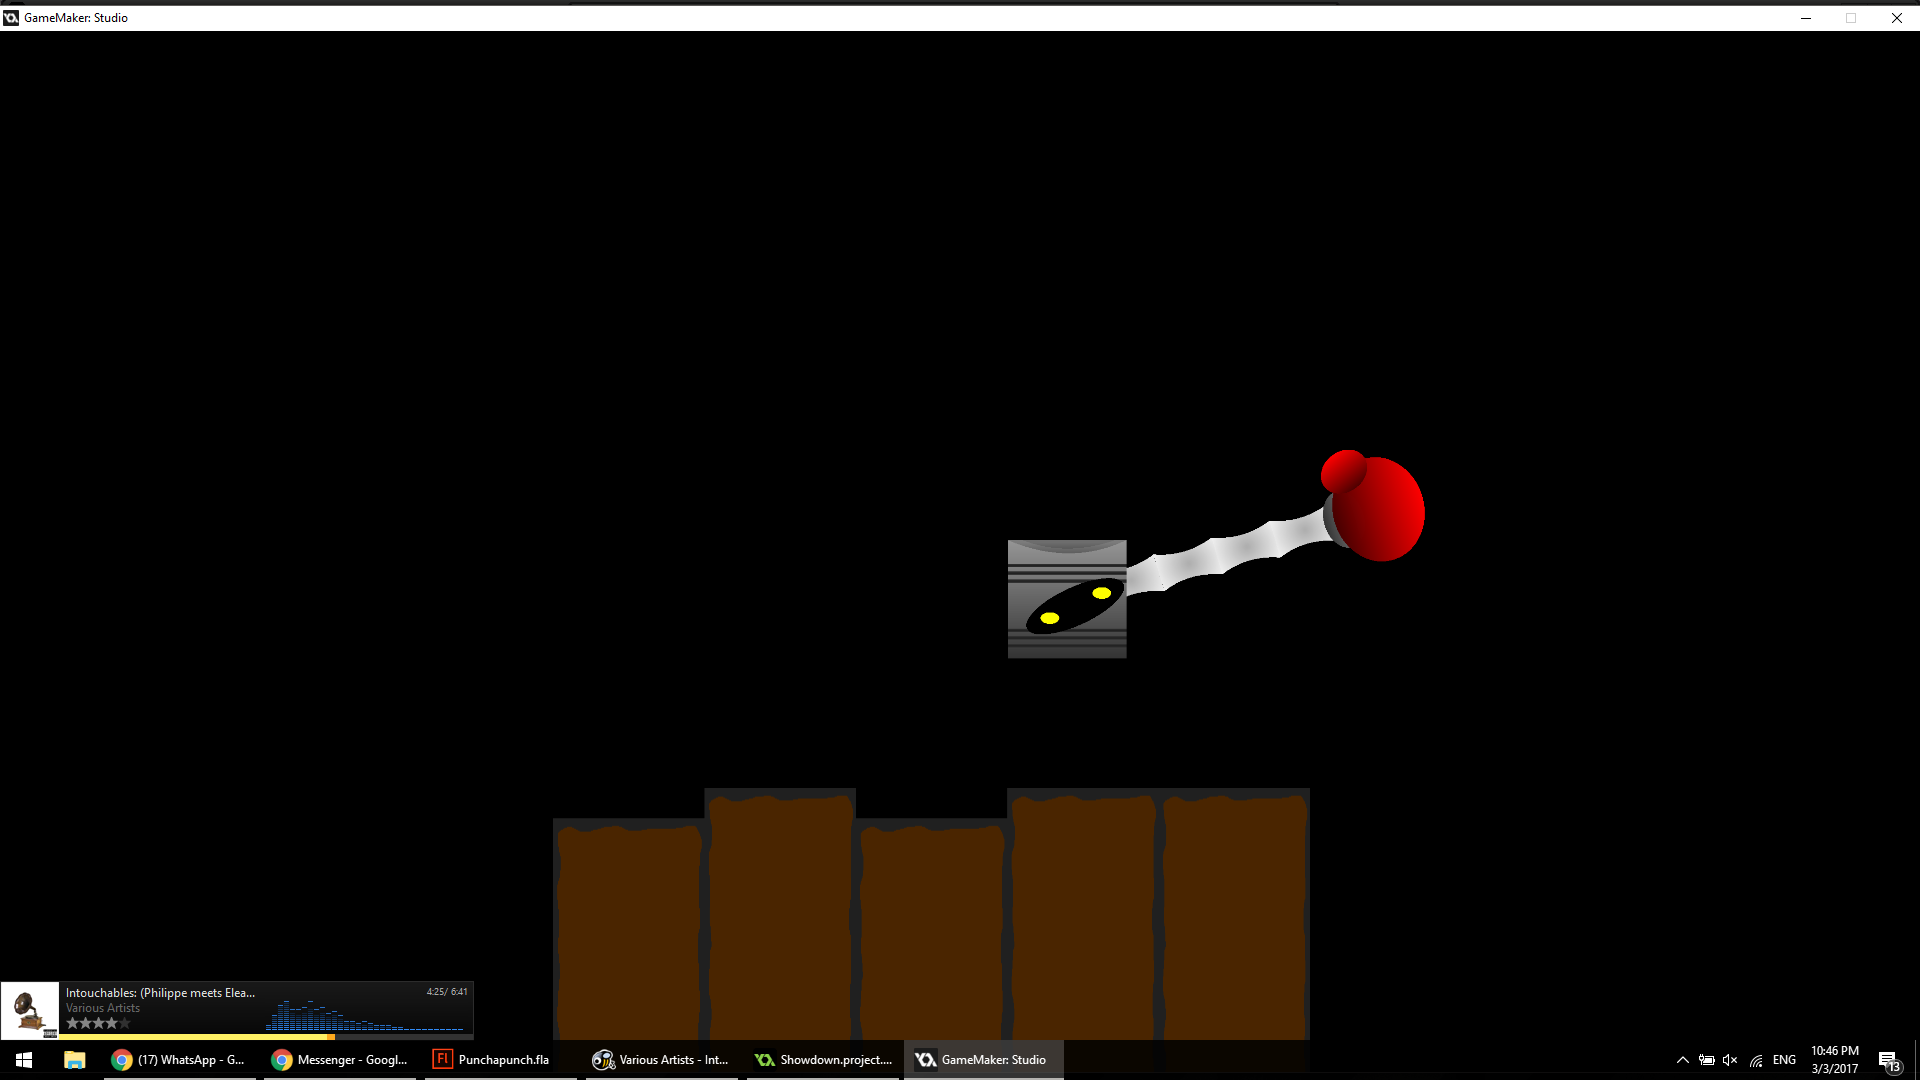 GameMaker: Studio
Intouchables: (Philippe meets Elea...
4:25/ 6:41
Various Artists
(17) WhatsApp - G...
Messenger - Googl...
Fl
Punchapunch.fla
Various Artists - Int...
Showdown.project....
GameMaker: Studio
ENG
10:46 PM
3/3/2017
13